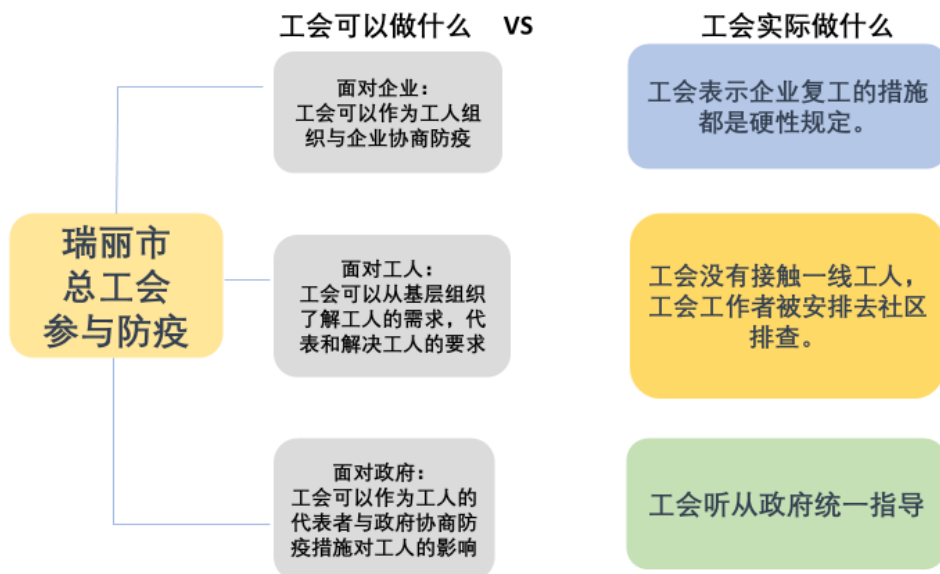 工会可以做什么 VS 工会实际做什么
面对企业：
工会可以作为工人组
织与企业协商防疫
工会表示企业复工的措施
都是硬性规定。
瑞丽市
总工会
参与防疫
面对工人：
工会可以从基层组织
了解工人的需求，代
表和解决工人的要求
工会没有接触一线工人，
工会工作者被安排去社区
排查。
面对政府：
工会可以作为工人的
代表者与政府协商防
疫措施对工人的影响
工会听从政府统一指导